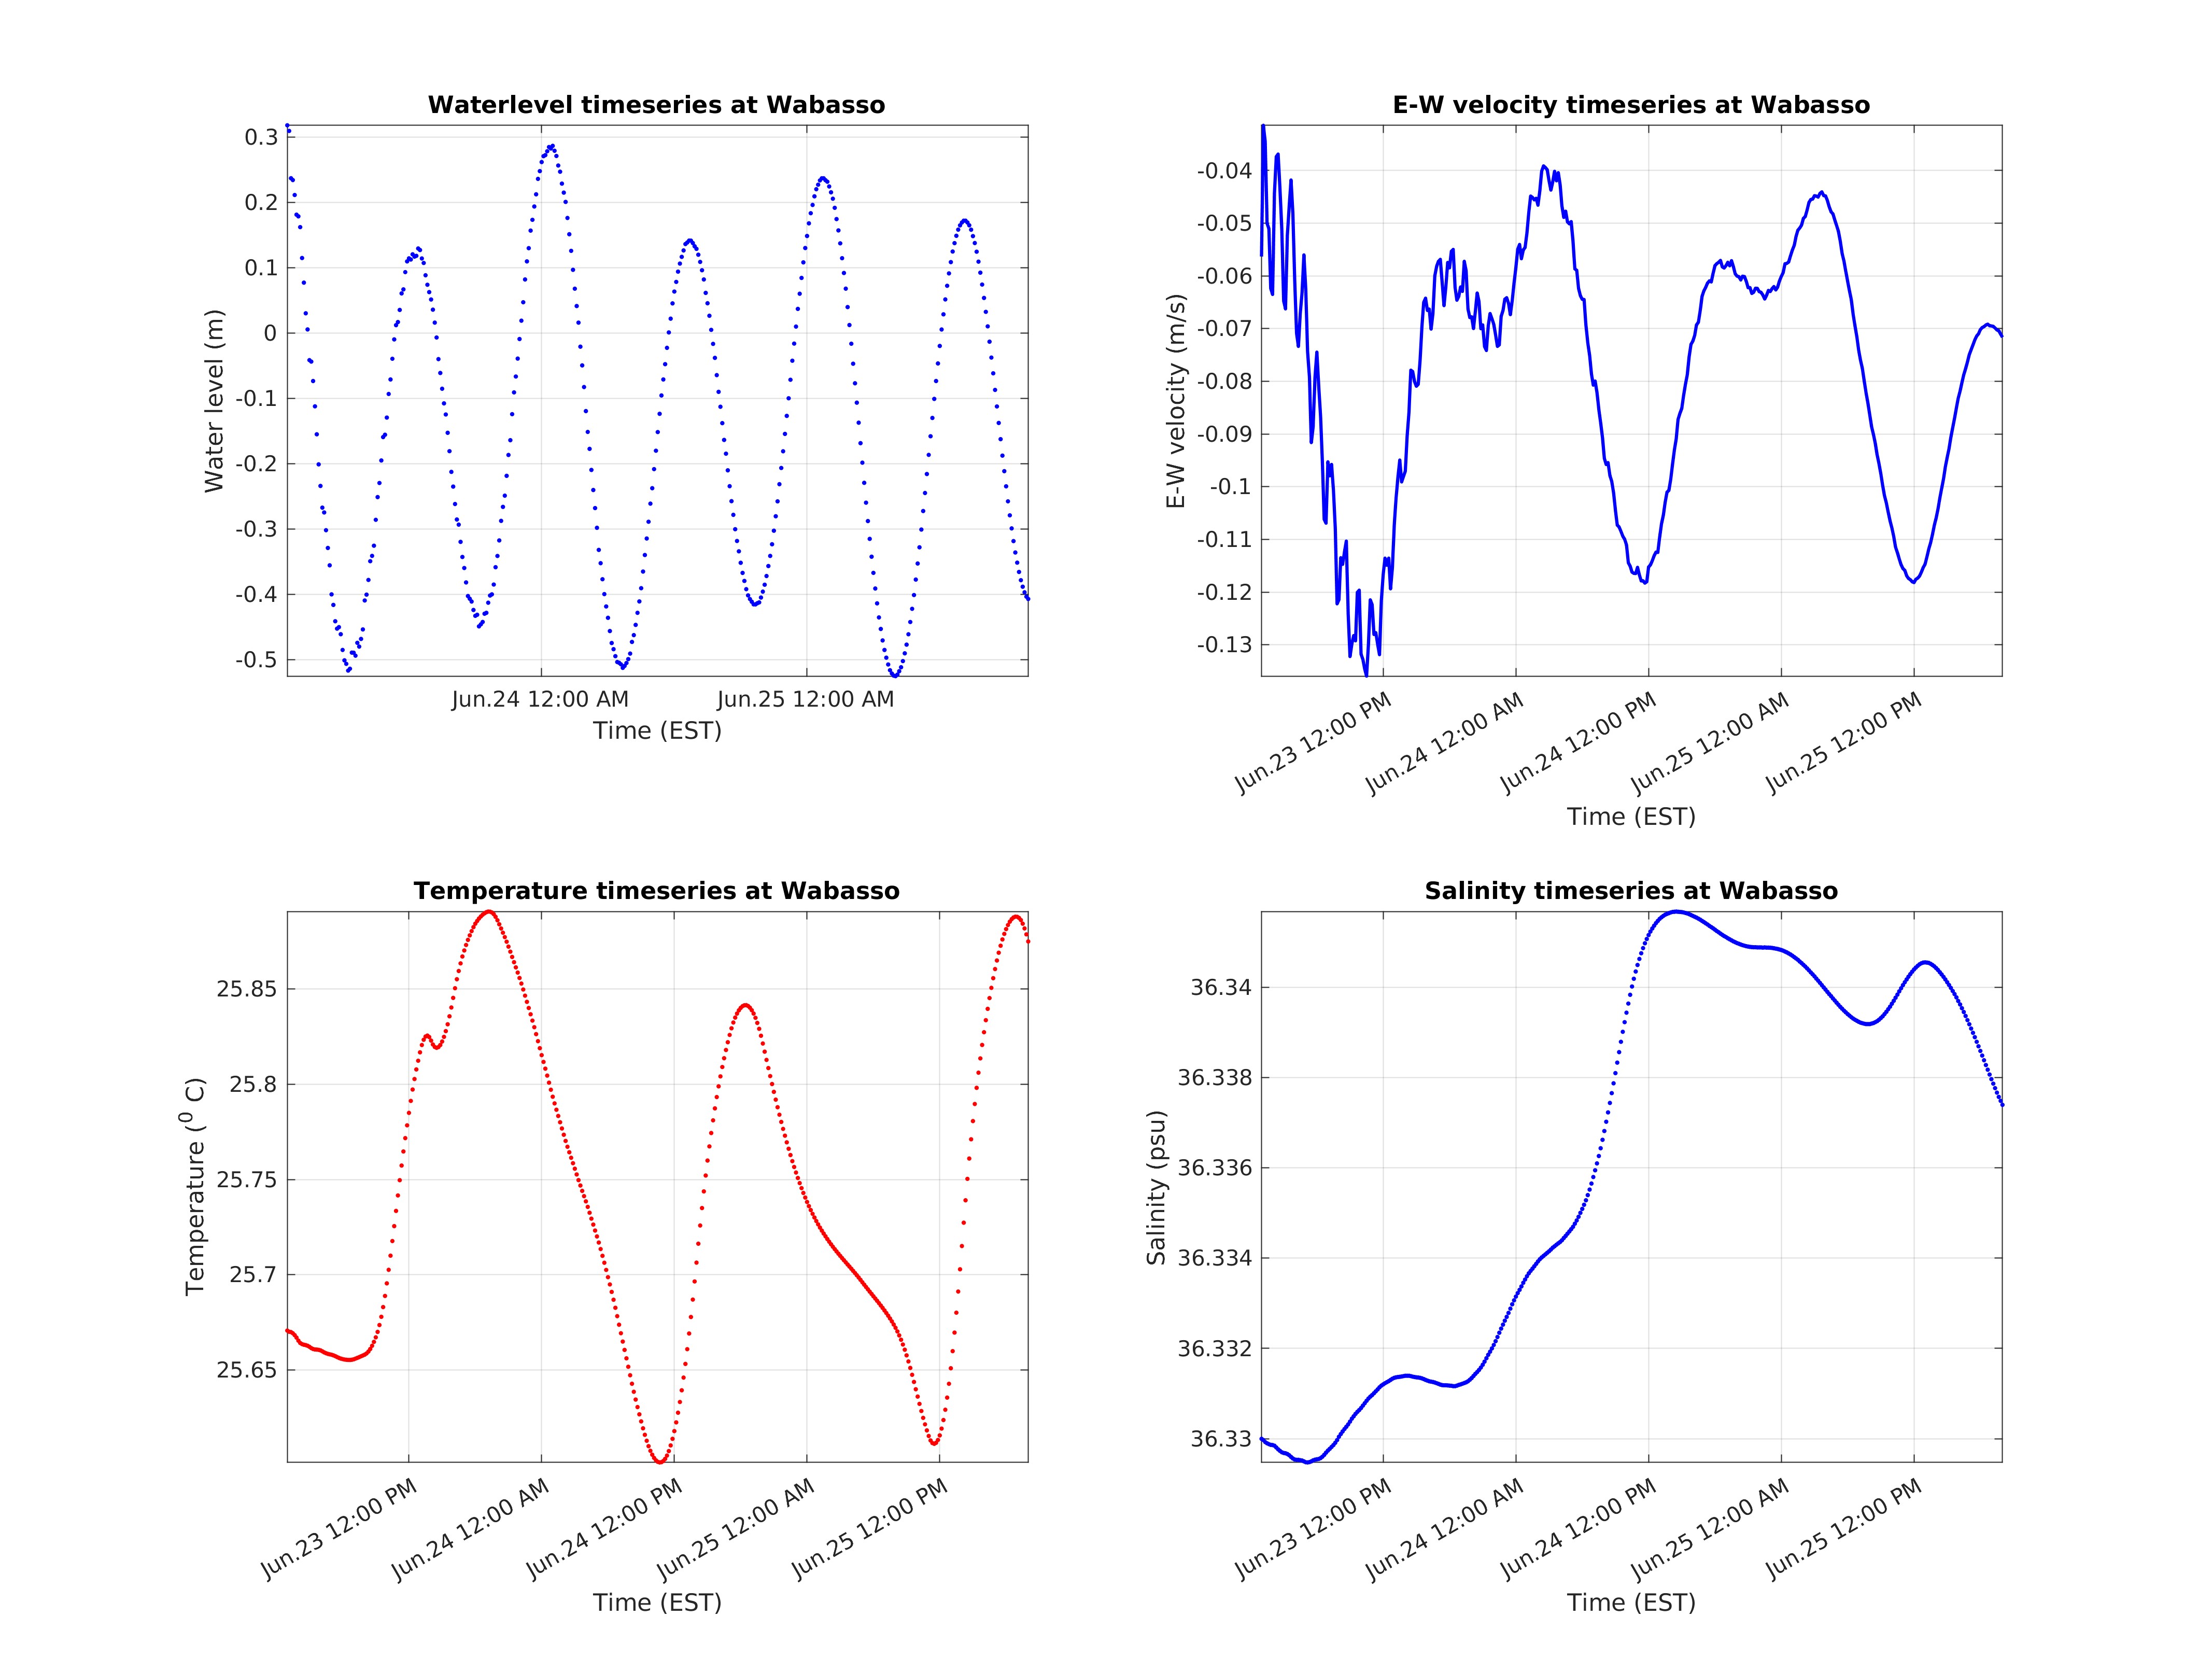 Waterlevel timeseries at Wabasso
0.3
0.2
0.1
0
-0.1
-0.2
-0.3
-0.4
-0.5
Water level (m)
Jun.24 12:00 AM
Jun.25 12:00 AM
Time (EST)
E-W velocity timeseries at Wabasso
-0.04
-0.05
-0.06
-0.07
-0.08
-0.09
-0.1
-0.11
-0.12
-0.13
E-W velocity (m/s)
Jun.23 12:00 PM
Jun.24 12:00 AM
Jun.24 12:00 PM
Jun.25 12:00 AM
Jun.25 12:00 PM
Time (EST)
Temperature timeseries at Wabasso
25.85
25.8
25.75
25.7
25.65
Temperature (⁰ C)
Jun.23 12:00 PM
Jun.24 12:00 AM
Jun.24 12:00 PM
Jun.25 12:00 AM
Jun.25 12:00 PM
Time (EST)
Salinity timeseries at Wabasso
36.34
36.338
36.336
36.334
36.332
36.33
Salinity (psu)
Jun.23 12:00 PM
Jun.24 12:00 AM
Jun.24 12:00 PM
Jun.25 12:00 AM
Jun.25 12:00 PM
Time (EST)